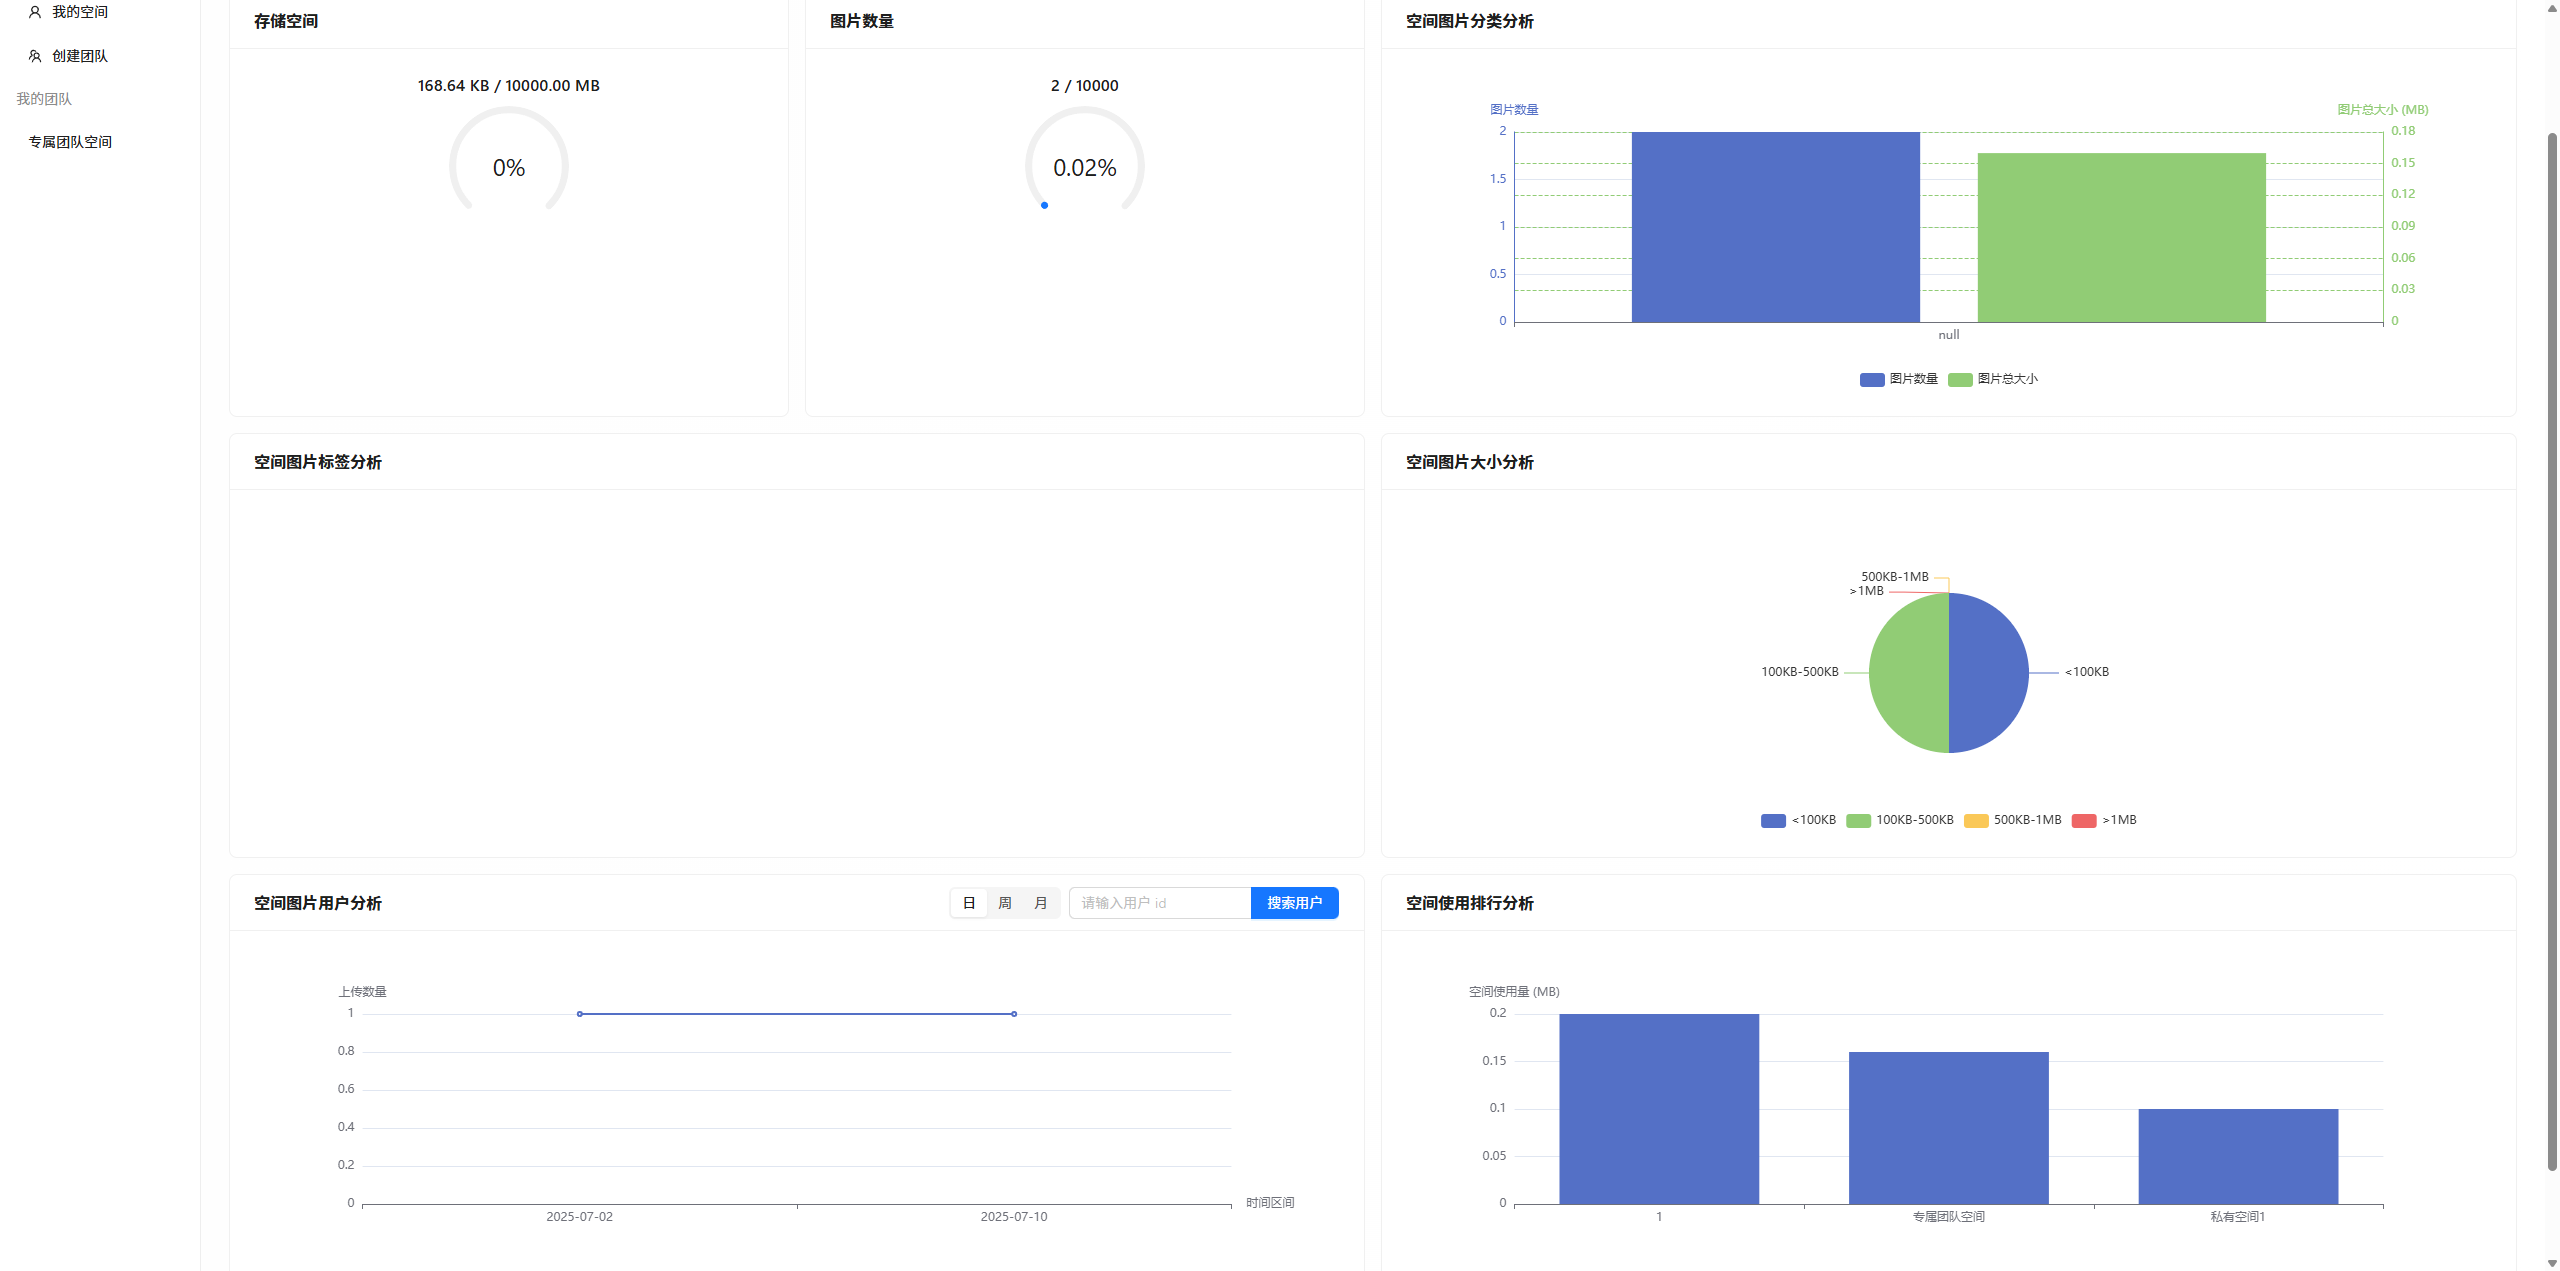 我的空间
创建团队
我的团队
专属团队空间
存储空间
168.64 KB / 10000.00 MB
0%
图片数量
2 / 10000
0.02%
空间图片分类分析
图片数量
图片总大小 (MB)
2
1.5
1
0.5
0
0.18
0.15
0.12
0.09
0.06
0.03
0
null
图片数量
图片总大小
空间图片标签分析
空间图片大小分析
500KB-1MB
>1MB
100KB-500KB
<100KB
<100KB
100KB-500KB
500KB-1MB
>1MB
空间图片用户分析
日
周
月
请输入用户 id
搜索用户
上传数量
1
0.8
0.6
0.4
0.2
0
2025-07-02
2025-07-10
时间区间
空间使用排行分析
空间使用量 (MB)
0.2
0.15
0.1
0.05
0
1
专属团队空间
私有空间1